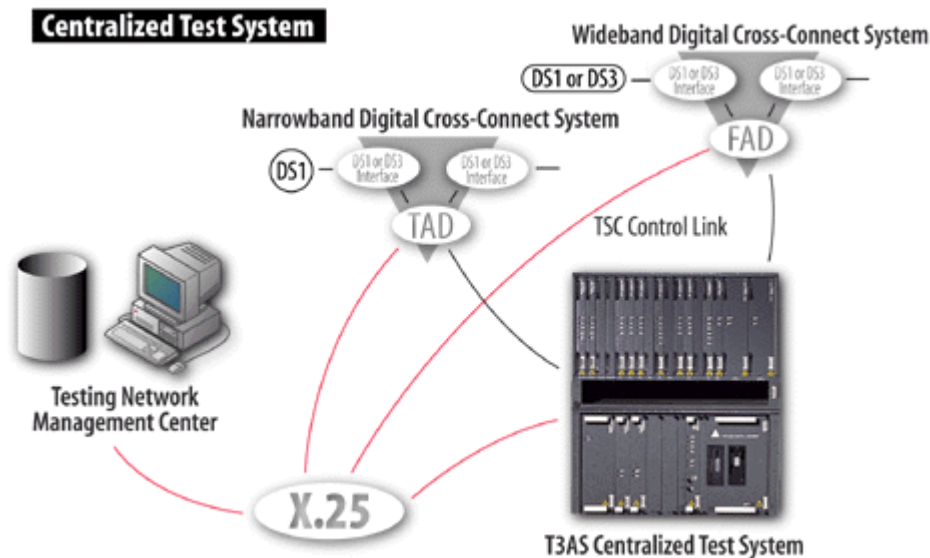 Centralized Test System
Wideband Digital Cross-Connect System
DS1 or DS3
DS1 or DS3
Interface
DS1 or DS3
Interface
FAD
Narrowband Digital Cross-Connect System
DS1
DS1 or DS3
Interface
DS1 or DS3
Interface
TAD
TSC Control Link
Testing Network
Management Center
X.25
T3AS Centralized Test System